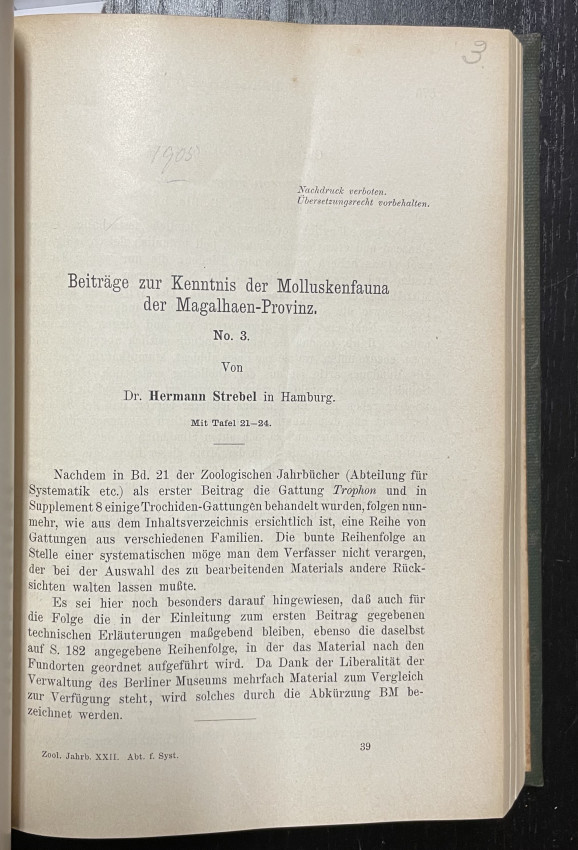 3
1905
Nachdruck verboten.
Übersetzungsrecht vorbehalten.
Beiträge zur Kenntnis der Molluskenfauna
der Magalhaen-Provinz.
No. 3.
Von
Dr. Hermann Strebel in Hamburg.
Mit Tafel 21—24.
Nachdem in Bd. 21 der Zoologischen Jahrbücher (Abteilung für
Systematik etc.) als erster Beitrag die Gattung Trophon und in
Supplement 8 einige Trochiden-Gattungen behandelt wurden, folgen nun-
mehr, wie aus dem Inhaltsverzeichnis ersichtlich ist, eine Reihe von
Gattungen aus verschiedenen Familien. Die bunte Reihenfolge an
Stelle einer systematischen möge man dem Verfasser nicht verargen,
der bei der Auswahl des zu bearbeitenden Materials andere Rück-
sichten walten lassen mußte.
Es sei hier noch besonders darauf hingewiesen, daß auch für
die Folge die in der Einleitung zum ersten Beitrag gegebenen
technischen Erläuterungen maßgebend bleiben, ebenso die daselbst
auf S. 182 angegebene Reihenfolge, in der das Material nach den
Fundorten geordnet aufgeführt wird. Da Dank der Liberalität der
Verwaltung des Berliner Museums mehrfach Material zum Vergleich
zur Verfügung steht, wird solches durch die Abkürzung BM be-
zeichnet werden.
Zool. Jahrb. XXII. Abt. f. Syst.
39